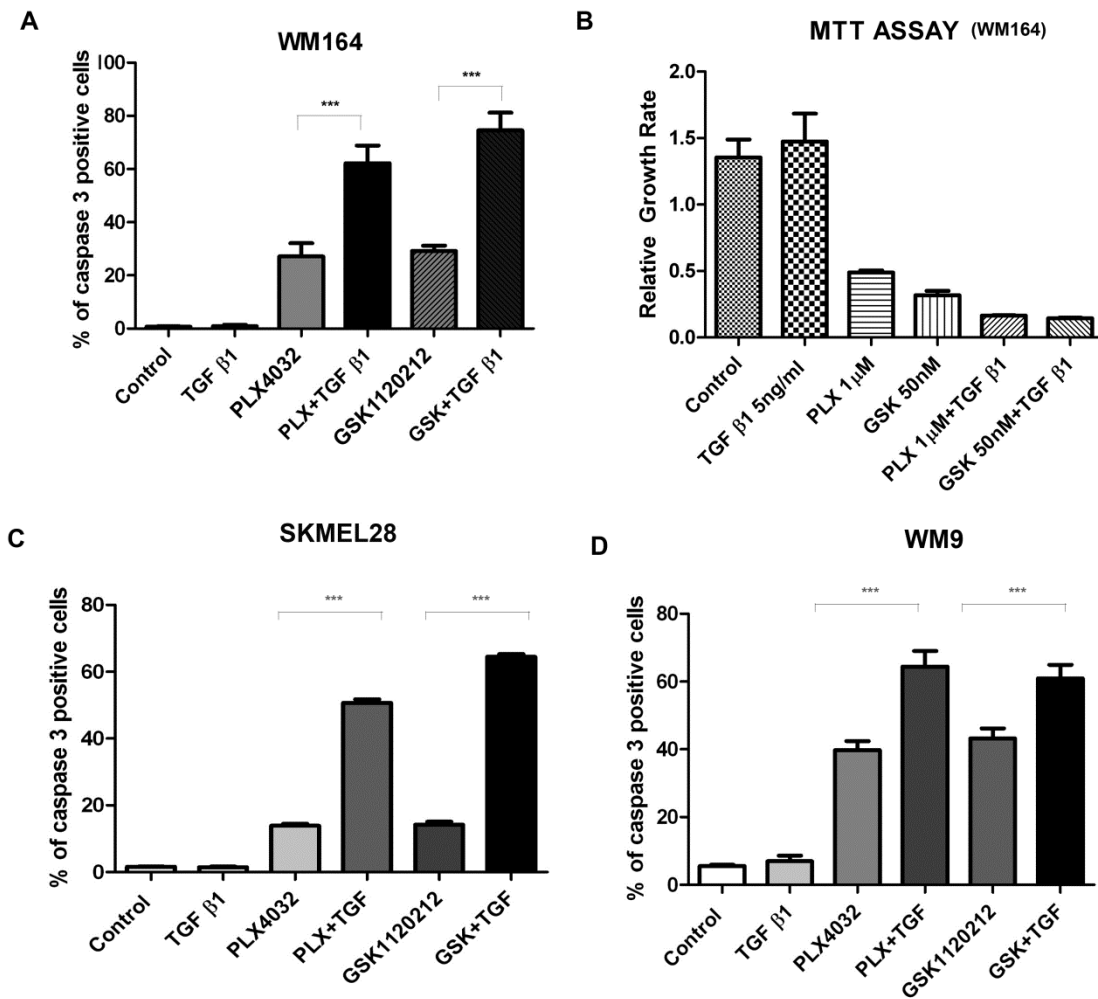 A
WM164
% of caspase 3 positive cells
100
80
60
40
20
0
***
***
Control
TGF β1
PLX4032
PLX+TGF β1
GSK1120212
GSK+TGF β1
B
MTT ASSAY (WM164)
Relative Growth Rate
2.0
1.5
1.0
0.5
0.0
Control
TGF β1 5ng/ml
PLX 1μM
GSK 50nM
PLX 1μM+TGF β1
GSK 50nM+TGF β1
C
SKMEL28
% of caspase 3 positive cells
80
60
40
20
0
***
***
Control
TGF β1
PLX4032
PLX+TGF
GSK1120212
GSK+TGF
D
WM9
% of caspase 3 positive cells
80
60
40
20
0
***
***
Control
TGF β1
PLX4032
PLX+TGF
GSK1120212
GSK+TGF